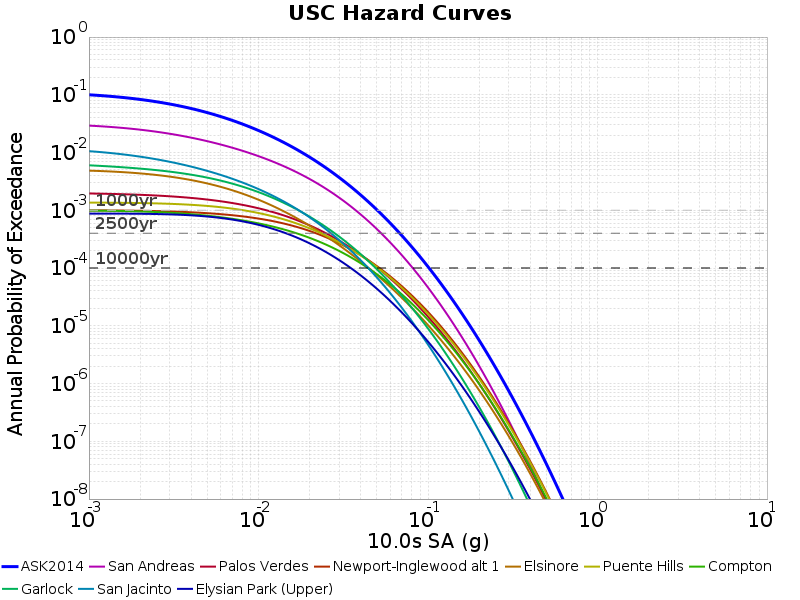 USC Hazard Curves
Annual Probability of Exceedance
10^0
10^-1
10^-2
10^-3
10^-4
10^-5
10^-6
10^-7
10^-8
1000yr
2500yr
10000yr
10^-3 10^-2 10^-1 10^0 10^1
10.0s SA (g)
ASK2014 San Andreas Palos Verdes Newport-Inglewood alt 1 Elsinore Puente Hills Compton
Garlock San Jacinto Elysian Park (Upper)